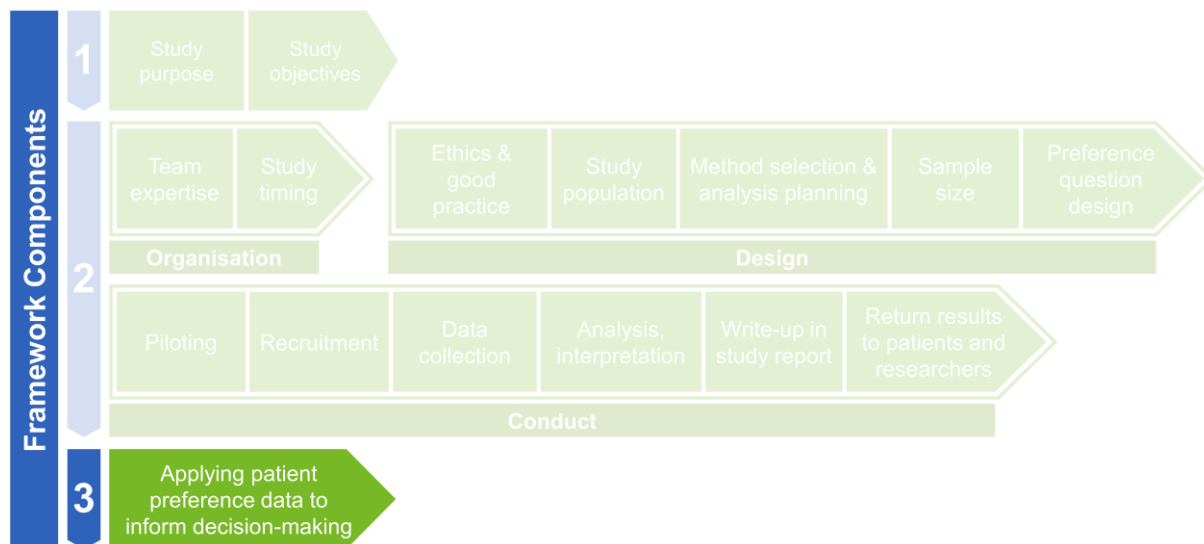 Framework Components
1
Study
purpose
Study
objectives
2
Team
expertise
Study
timing
Organisation
Ethics &
good
practice
Study
population
Method selection &
analysis planning
Sample
size
Preference
question
design
Design
Piloting
Recruitment
Data
collection
Analysis,
interpretation
Write-up in
study report
Return results
to patients and
researchers
Conduct
3
Applying patient
preference data to
inform decision-making